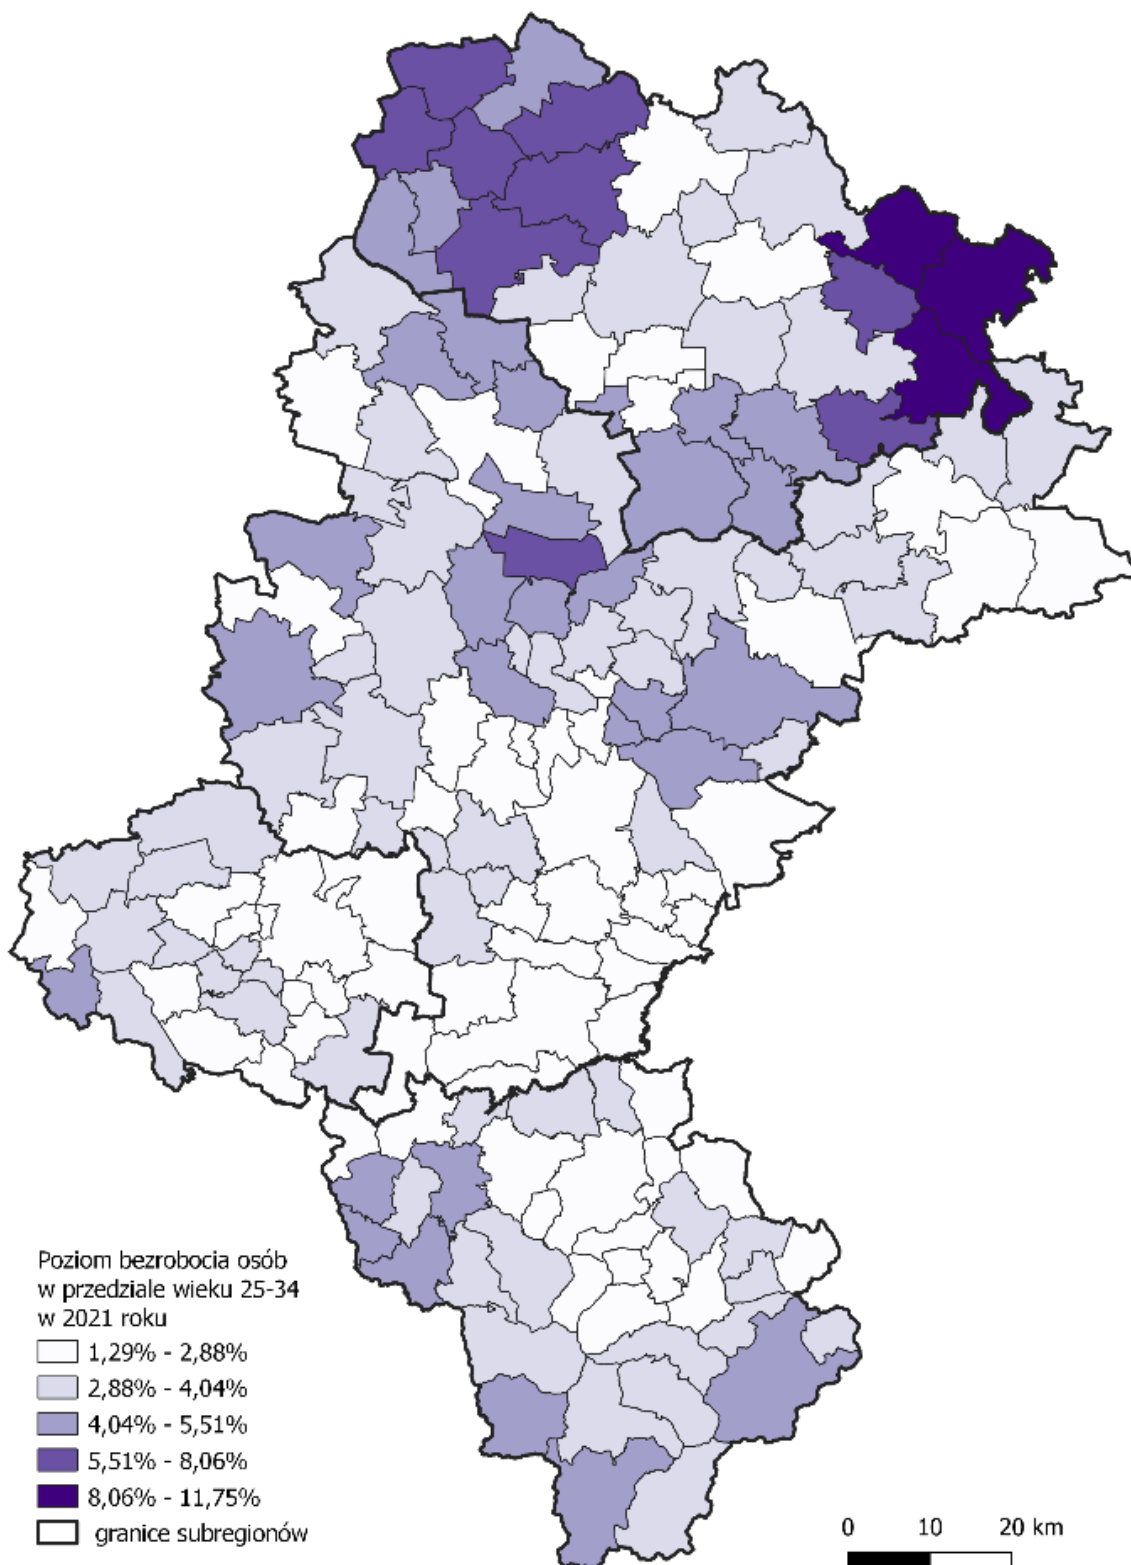 Poziom bezrobocia osób
w przedziale wieku 25-34
w 2021 roku
1,29% - 2,88%
2,88% - 4,04%
4,04% - 5,51%
5,51% - 8,06%
8,06% - 11,75%
granice subregionów
0 10 20 km